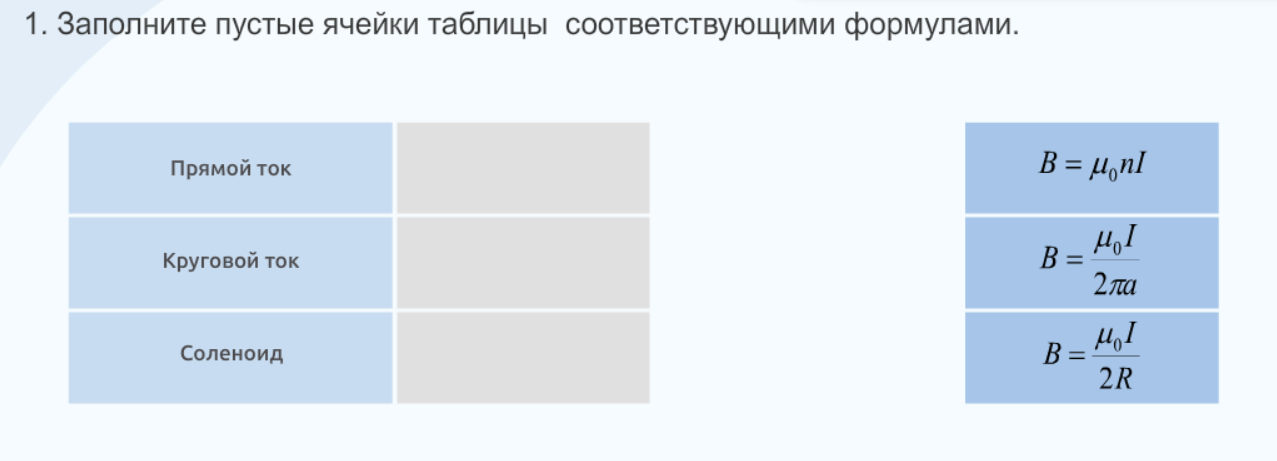 1. Заполните пустые ячейки таблицы соответствующими формулами.
Прямой ток
B = μ₀nI
Круговой ток
B = μ₀I / 2πa
Соленоид
B = μ₀I / 2R